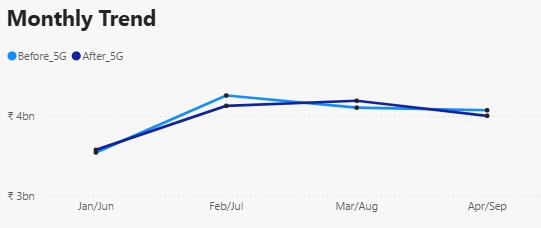 Monthly Trend
Before_5G After_5G
₹ 4bn
₹ 3bn
Jan/Jun Feb/Jul Mar/Aug Apr/Sep